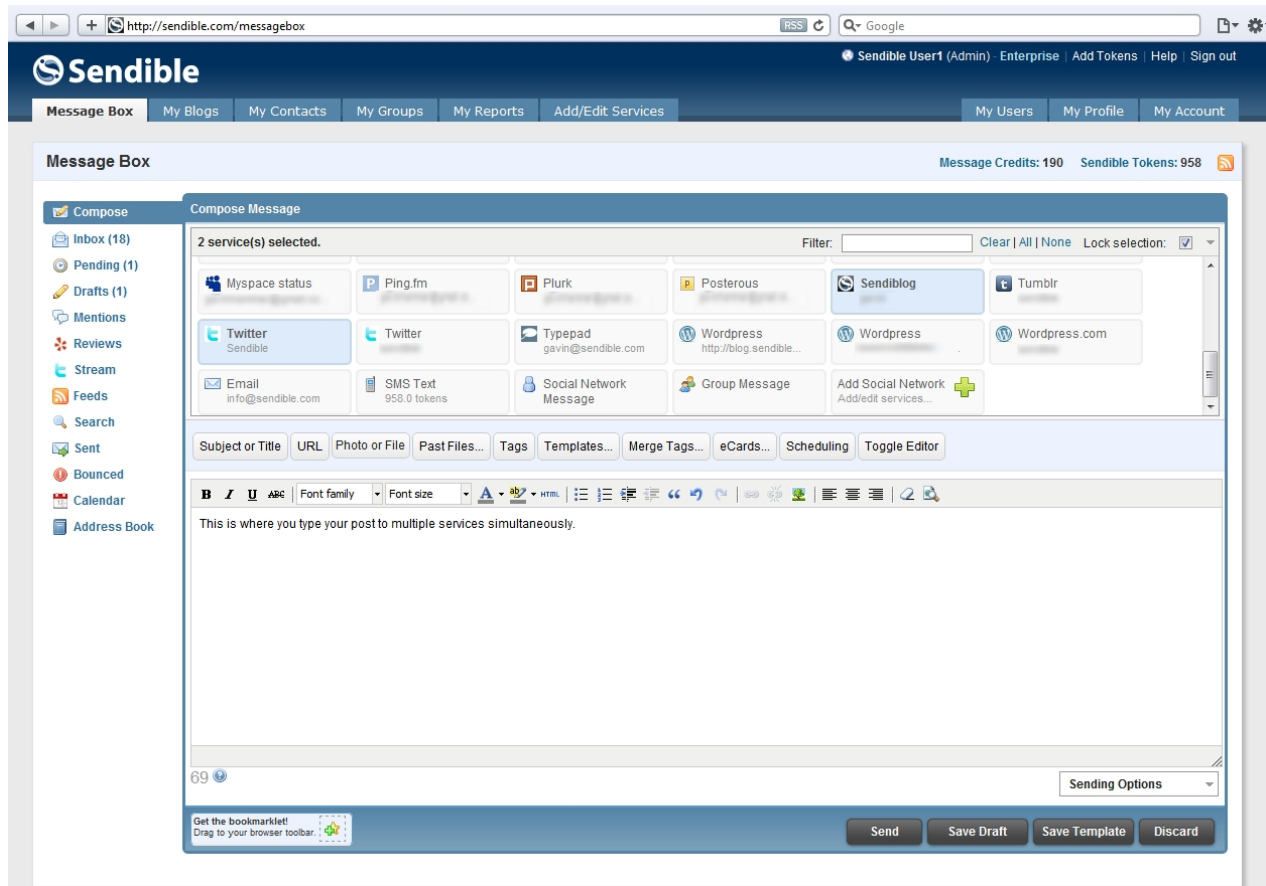 http://sendible.com/messagebox RSS Google
Sendible User1 (Admin) - Enterprise | Add Tokens | Help | Sign out
Sendible
Message Box My Blogs My Contacts My Groups My Reports Add/Edit Services My Users My Profile My Account
Message Box Message Credits: 190 Sendible Tokens: 958
Compose
Inbox (18)
Pending (1)
Drafts (1)
Mentions
Reviews
Stream
Feeds
Search
Sent
Bounced
Calendar
Address Book
Compose Message
2 service(s) selected. Filter: Clear | All | None Lock selection:
Myspace status Ping.fm Plurk Posterous Sendiblog Tumblr
Twitter Twitter Typepad Wordpress Wordpress Wordpress.com
Sendible gavin@sendible.com http://blog.sendible...
Email SMS Text Social Network Group Message Add Social Network
info@sendible.com 958.0 tokens Message Add/edit services...
Subject or Title URL Photo or File Past Files... Tags Templates... Merge Tags... eCards... Scheduling Toggle Editor
B I U ABC Font family Font size A ab HTML
This is where you type your post to multiple services simultaneously.
69
Sending Options
Get the bookmarklet!
Drag to your browser toolbar.
Send Save Draft Save Template Discard